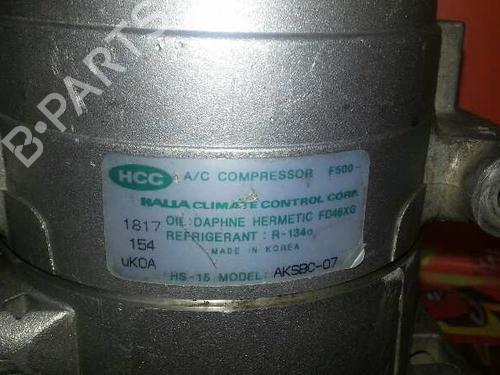 B-PARTS
HCC A/C COMPRESSOR F500-
HALLA CLIMATE CONTROL CORP.
1817 OIL: DAPHNE HERMETIC FD46XG
154 REFRIGERANT : R-134a
MADE IN KOREA
UKOA
HS-15 MODEL: AKSBC-07